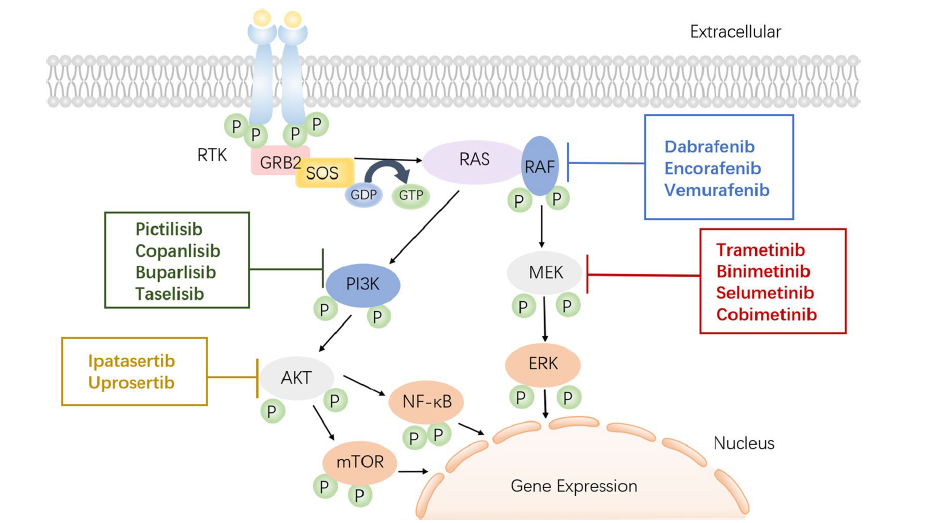 Extracellular
P
P
P
P
RTK
GRB2
SOS
GDP
GTP
RAS
RAF
P
P
Dabrafenib
Encorafenib
Vemurafenib
Pictilisib
Copanlisib
Buparlisib
Taselisib
PI3K
P
P
MEK
P
P
Trametinib
Binimetinib
Selumetinib
Cobimetinib
Ipatasertib
Uprosertib
AKT
P
P
NF-κB
P
P
ERK
P
P
mTOR
P
P
Nucleus
Gene Expression